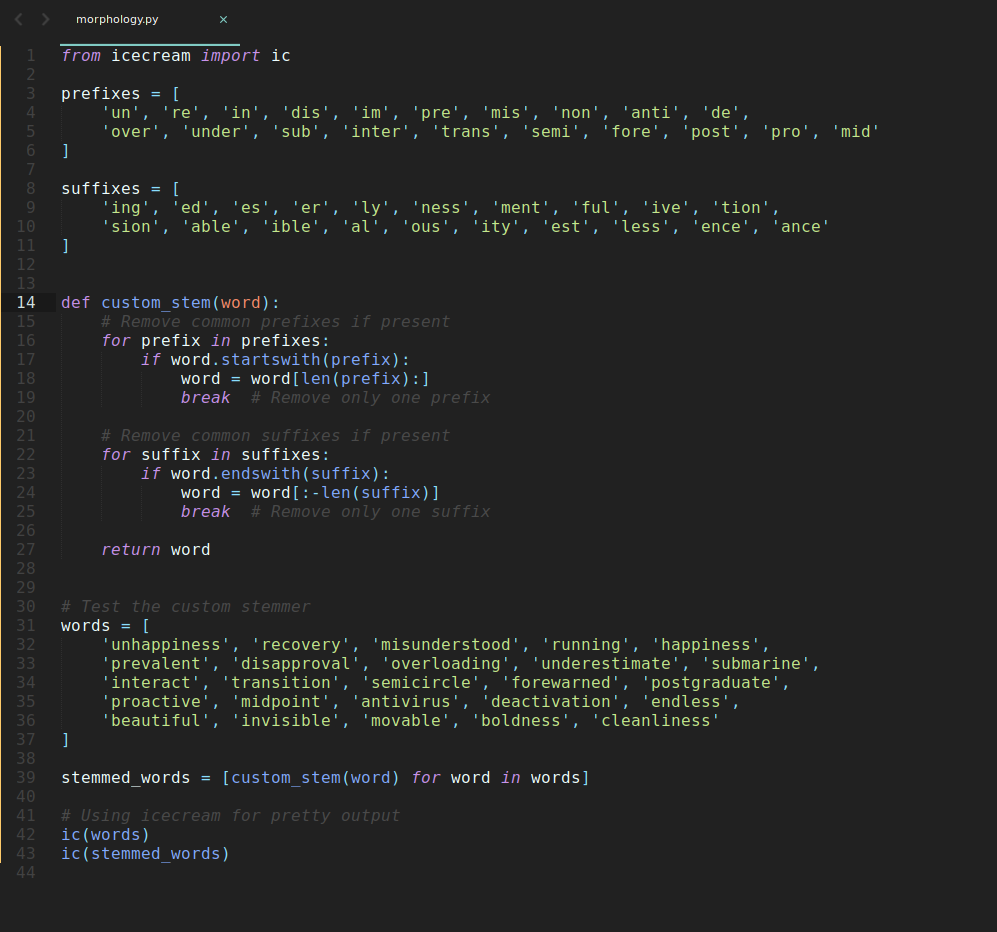 morphology.py ×
1 from icecream import ic
2
3 prefixes = [
4     'un', 're', 'in', 'dis', 'im', 'pre', 'mis', 'non', 'anti', 'de',
5     'over', 'under', 'sub', 'inter', 'trans', 'semi', 'fore', 'post', 'pro', 'mid'
6 ]
7
8 suffixes = [
9     'ing', 'ed', 'es', 'er', 'ly', 'ness', 'ment', 'ful', 'ive', 'tion',
10     'sion', 'able', 'ible', 'al', 'ous', 'ity', 'est', 'less', 'ence', 'ance'
11 ]
12
13
14 def custom_stem(word):
15     # Remove common prefixes if present
16     for prefix in prefixes:
17         if word.startswith(prefix):
18             word = word[len(prefix):]
19             break  # Remove only one prefix
20
21     # Remove common suffixes if present
22     for suffix in suffixes:
23         if word.endswith(suffix):
24             word = word[:-len(suffix)]
25             break  # Remove only one suffix
26
27     return word
28
29
30 # Test the custom stemmer
31 words = [
32     'unhappiness', 'recovery', 'misunderstood', 'running', 'happiness',
33     'prevalent', 'disapproval', 'overloading', 'underestimate', 'submarine',
34     'interact', 'transition', 'semicircle', 'forewarned', 'postgraduate',
35     'proactive', 'midpoint', 'antivirus', 'deactivation', 'endless',
36     'beautiful', 'invisible', 'movable', 'boldness', 'cleanliness'
37 ]
38
39 stemmed_words = [custom_stem(word) for word in words]
40
41 # Using icecream for pretty output
42 ic(words)
43 ic(stemmed_words)
44